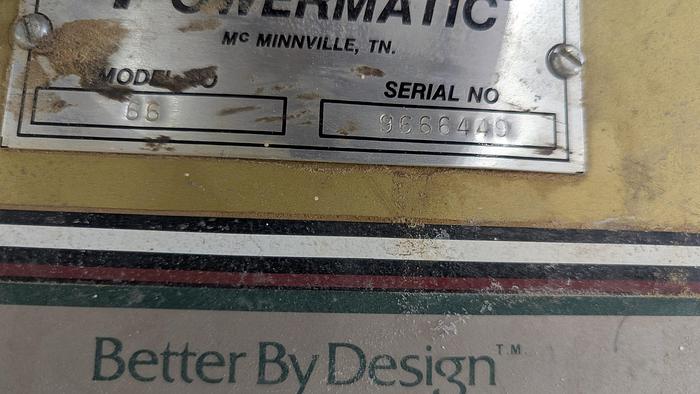 POWERMATIC
Mc MINNVILLE, TN.
MODEL NO
SERIAL NO
66
9666449
Better By Design™